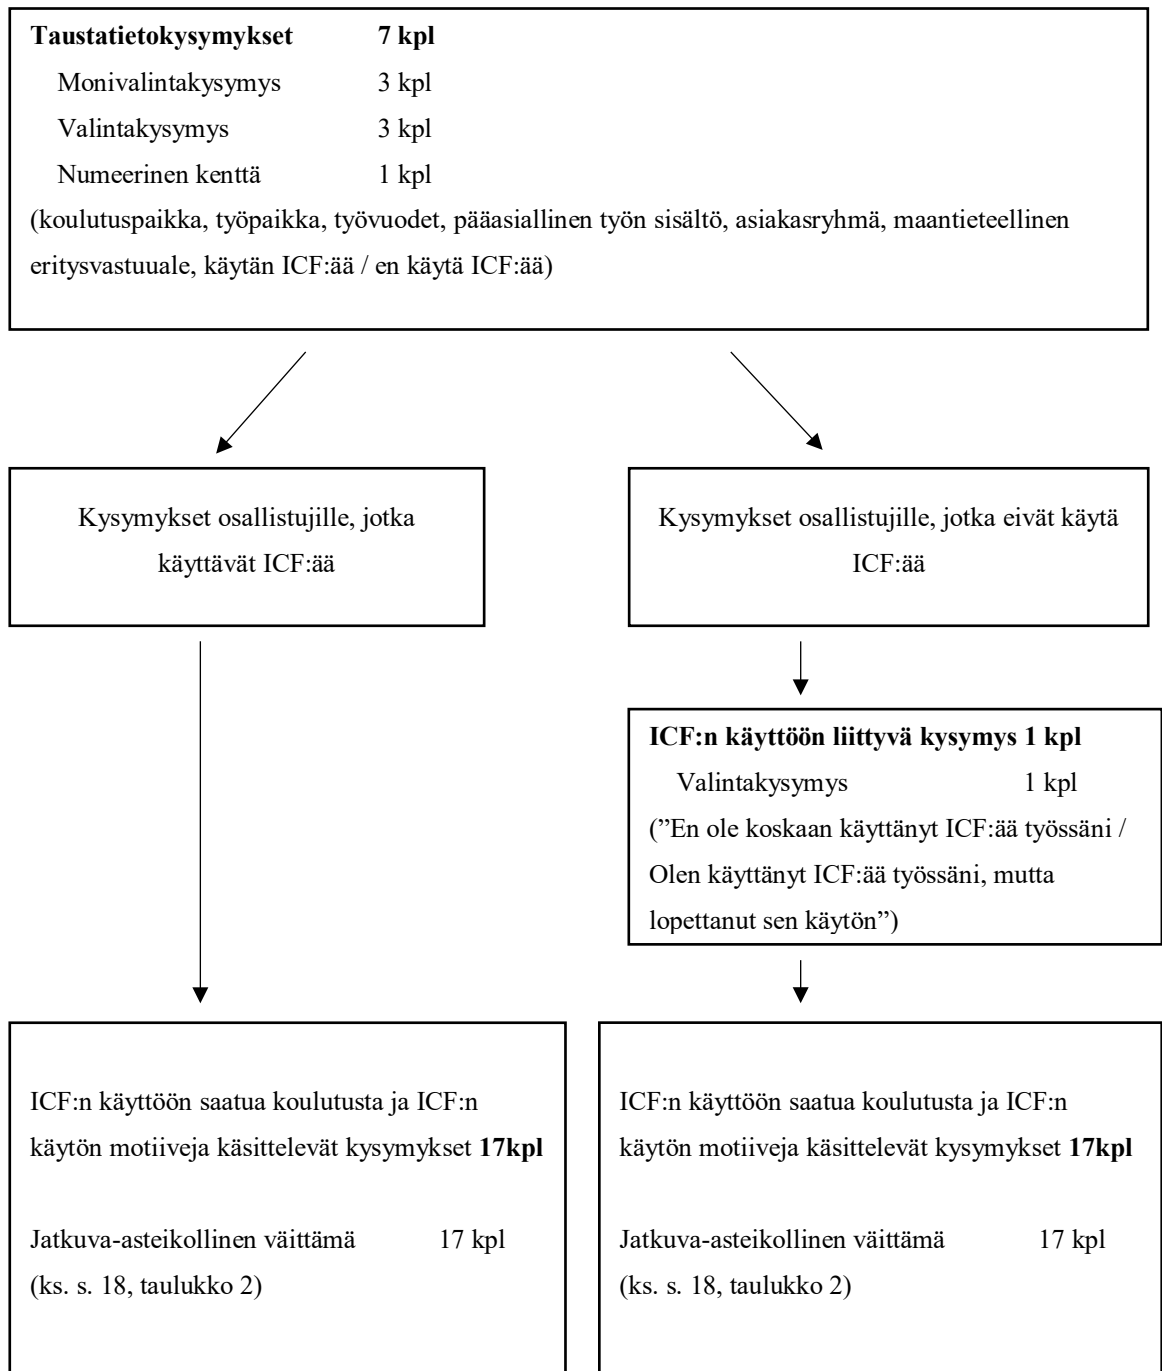 Taustatietokysymykset 7 kpl
Monivalintakysymys 3 kpl
Valintakysymys 3 kpl
Numeerinen kenttä 1 kpl
(koulutuspaikka, työpaikka, työvuodet, pääasiallinen työn sisältö, asiakasryhmä, maantieteellinen
eritysvastuuale, käytän ICF:ää / en käytä ICF:ää)
Kysymykset osallistujille, jotka
käyttävät ICF:ää
Kysymykset osallistujille, jotka eivät käytä
ICF:ää
ICF:n käyttöön liittyvä kysymys 1 kpl
Valintakysymys 1 kpl
(”En ole koskaan käyttänyt ICF:ää työssäni /
Olen käyttänyt ICF:ää työssäni, mutta
lopettanut sen käytön”)
ICF:n käyttöön saatua koulutusta ja ICF:n
käytön motiiveja käsittelevät kysymykset 17kpl
Jatkuva-asteikollinen väittämä 17 kpl
(ks. s. 18, taulukko 2)
ICF:n käyttöön saatua koulutusta ja ICF:n
käytön motiiveja käsittelevät kysymykset 17kpl
Jatkuva-asteikollinen väittämä 17 kpl
(ks. s. 18, taulukko 2)